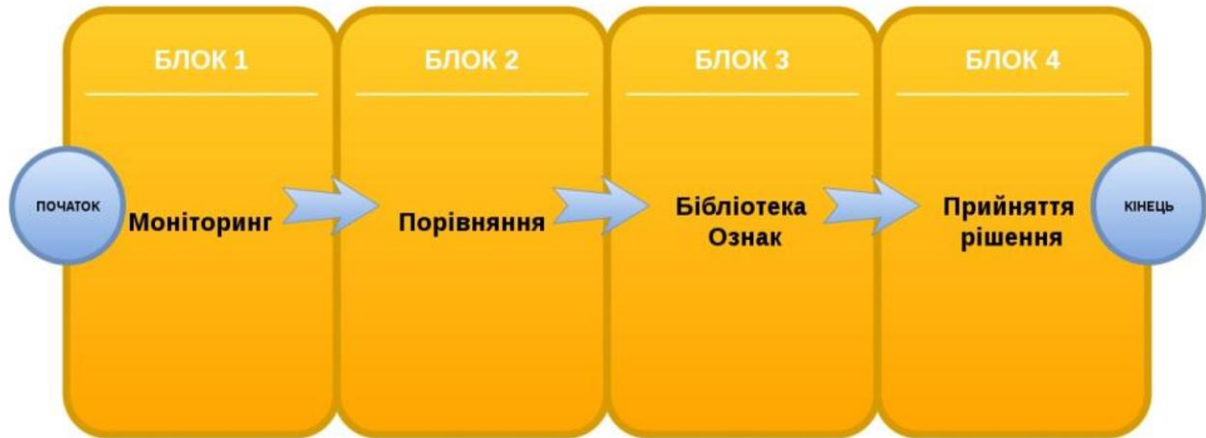 БЛОК 1
БЛОК 2
БЛОК 3
БЛОК 4
ПОЧАТОК
Моніторинг
Порівняння
Бібліотека
Ознак
Прийняття
рішення
КІНЕЦЬ